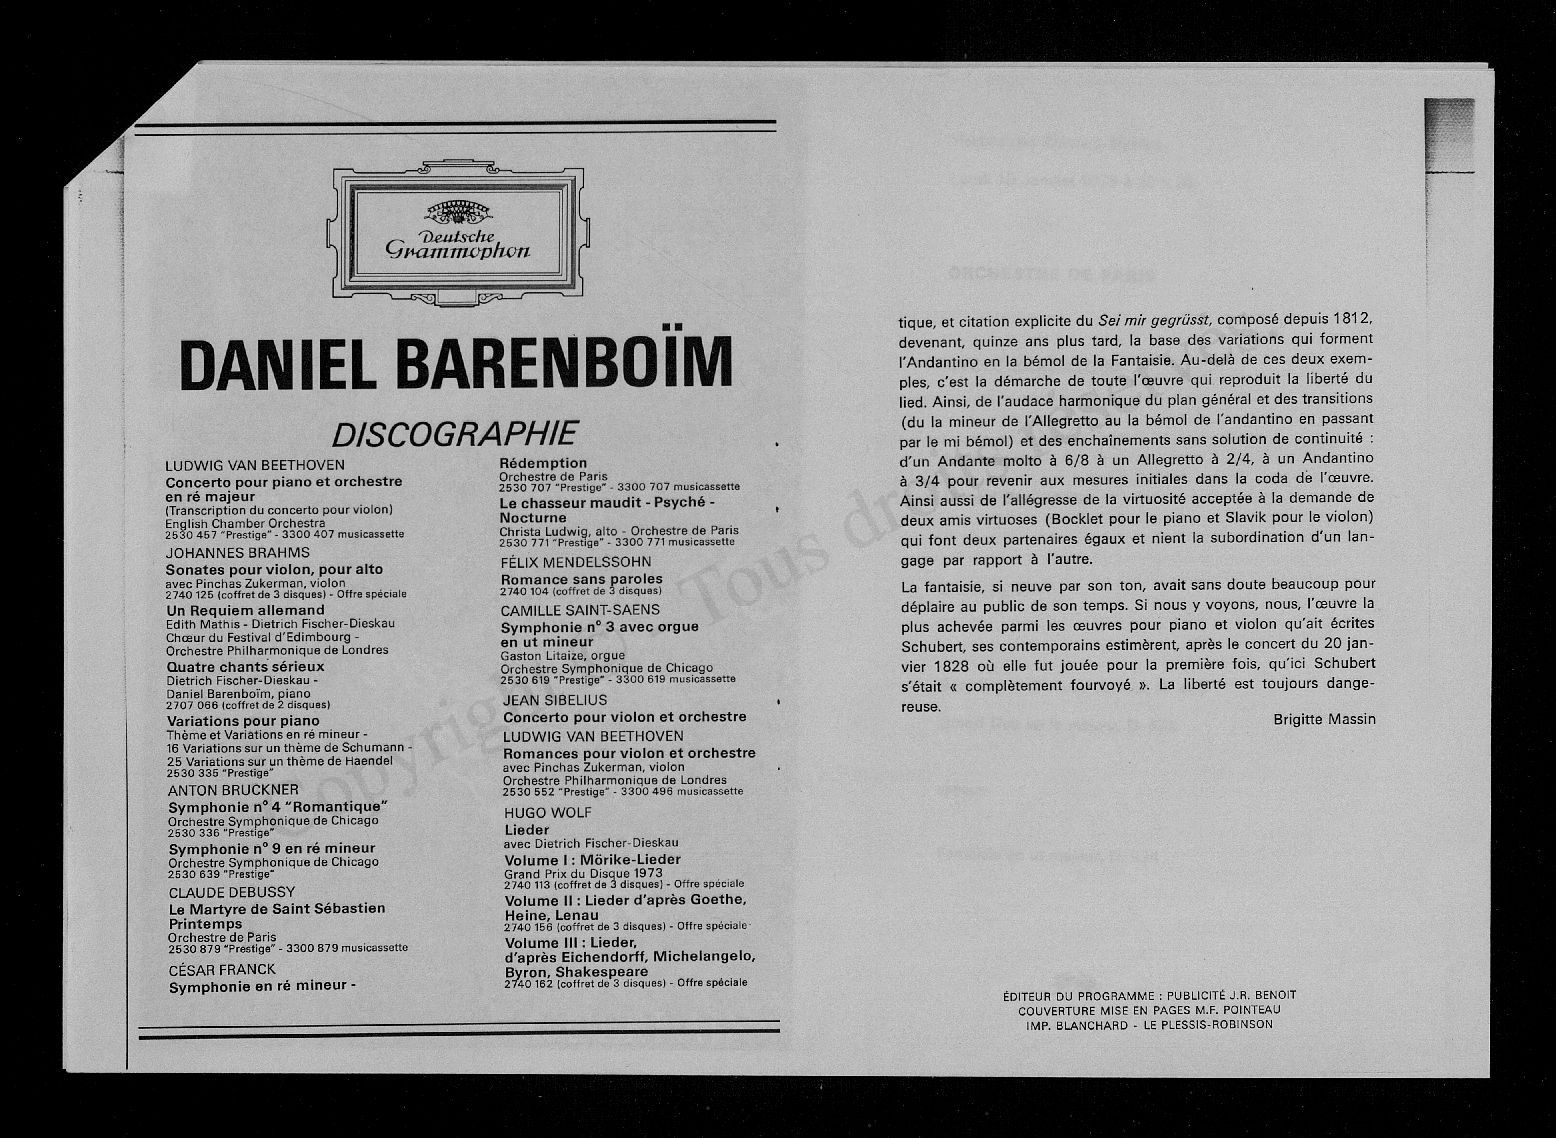 Deutsche
Grammophon
DANIEL BARENBOÏM
DISCOGRAPHIE
LUDWIG VAN BEETHOVEN
Concerto pour piano et orchestre
en ré majeur
(Transcription du concerto pour violon)
English Chamber Orchestra
2530 457 "Prestige" - 3300 407 musicassette
JOHANNES BRAHMS
Sonates pour violon, pour alto
avec Pinchas Zukerman, violon
2740 125 (coffret de 3 disques) - Offre spéciale
Un Requiem allemand
Edith Mathis - Dietrich Fischer-Dieskau
Chœur du Festival d'Edimbourg -
Orchestre Philharmonique de Londres
Quatre chants sérieux
Dietrich Fischer-Dieskau -
Daniel Barenboïm, piano
2707 066 (coffret de 2 disques)
Variations pour piano
Thème et Variations en ré mineur -
16 Variations sur un thème de Schumann -
25 Variations sur un thème de Haendel
2530 335 "Prestige"
ANTON BRUCKNER
Symphonie n° 4 "Romantique"
Orchestre Symphonique de Chicago
2530 336 "Prestige"
Symphonie n° 9 en ré mineur
Orchestre Symphonique de Chicago
2530 639 "Prestige"
CLAUDE DEBUSSY
Le Martyre de Saint Sébastien
Printemps
Orchestre de Paris
2530 879 "Prestige" - 3300 879 musicassette
CÉSAR FRANCK
Symphonie en ré mineur -
Rédemption
Orchestre de Paris
2530 707 "Prestige" - 3300 707 musicassette
Le chasseur maudit - Psyché -
Nocturne
Christa Ludwig, alto - Orchestre de Paris
2530 771 "Prestige" - 3300 771 musicassette
FÉLIX MENDELSSOHN
Romance sans paroles
2740 104 (coffret de 3 disques)
CAMILLE SAINT-SAENS
Symphonie n° 3 avec orgue
en ut mineur
Gaston Litaize, orgue
Orchestre Symphonique de Chicago
2530 619 "Prestige" - 3300 619 musicassette
JEAN SIBELIUS
Concerto pour violon et orchestre
LUDWIG VAN BEETHOVEN
Romances pour violon et orchestre
avec Pinchas Zukerman, violon
Orchestre Philharmonique de Londres
2530 552 "Prestige" - 3300 496 musicassette
HUGO WOLF
Lieder
avec Dietrich Fischer-Dieskau
Volume I : Mörike-Lieder
Grand Prix du Disque 1973
2740 113 (coffret de 3 disques) - Offre spéciale
Volume II : Lieder d'après Goethe,
Heine, Lenau
2740 156 (coffret de 3 disques) - Offre spéciale
Volume III : Lieder,
d'après Eichendorff, Michelangelo,
Byron, Shakespeare
2740 162 (coffret de 3 disques) - Offre spéciale
tique, et citation explicite du Sei mir gegrüsst, composé depuis 1812,
devenant, quinze ans plus tard, la base des variations qui forment
l'Andantino en la bémol de la Fantaisie. Au-delà de ces deux exem-
ples, c'est la démarche de toute l'œuvre qui reproduit la liberté du
lied. Ainsi, de l'audace harmonique du plan général et des transitions
(du la mineur de l'Allegretto au la bémol de l'andantino en passant
par le mi bémol) et des enchaînements sans solution de continuité :
d'un Andante molto à 6/8 à un Allegretto à 2/4, à un Andantino
à 3/4 pour revenir aux mesures initiales dans la coda de l'œuvre.
Ainsi aussi de l'allégresse de la virtuosité acceptée à la demande de
deux amis virtuoses (Bocklet pour le piano et Slavik pour le violon)
qui font deux partenaires égaux et nient la subordination d'un lan-
gage par rapport à l'autre.
La fantaisie, si neuve par son ton, avait sans doute beaucoup pour
déplaire au public de son temps. Si nous y voyons, nous, l'œuvre la
plus achevée parmi les œuvres pour piano et violon qu'ait écrites
Schubert, ses contemporains estimèrent, après le concert du 20 jan-
vier 1828 où elle fut jouée pour la première fois, qu'ici Schubert
s'était « complètement fourvoyé ». La liberté est toujours dange-
reuse.
Brigitte Massin
ÉDITEUR DU PROGRAMME : PUBLICITÉ J.R. BENOIT
COUVERTURE MISE EN PAGES M.F. POINTEAU
IMP. BLANCHARD - LE PLESSIS-ROBINSON